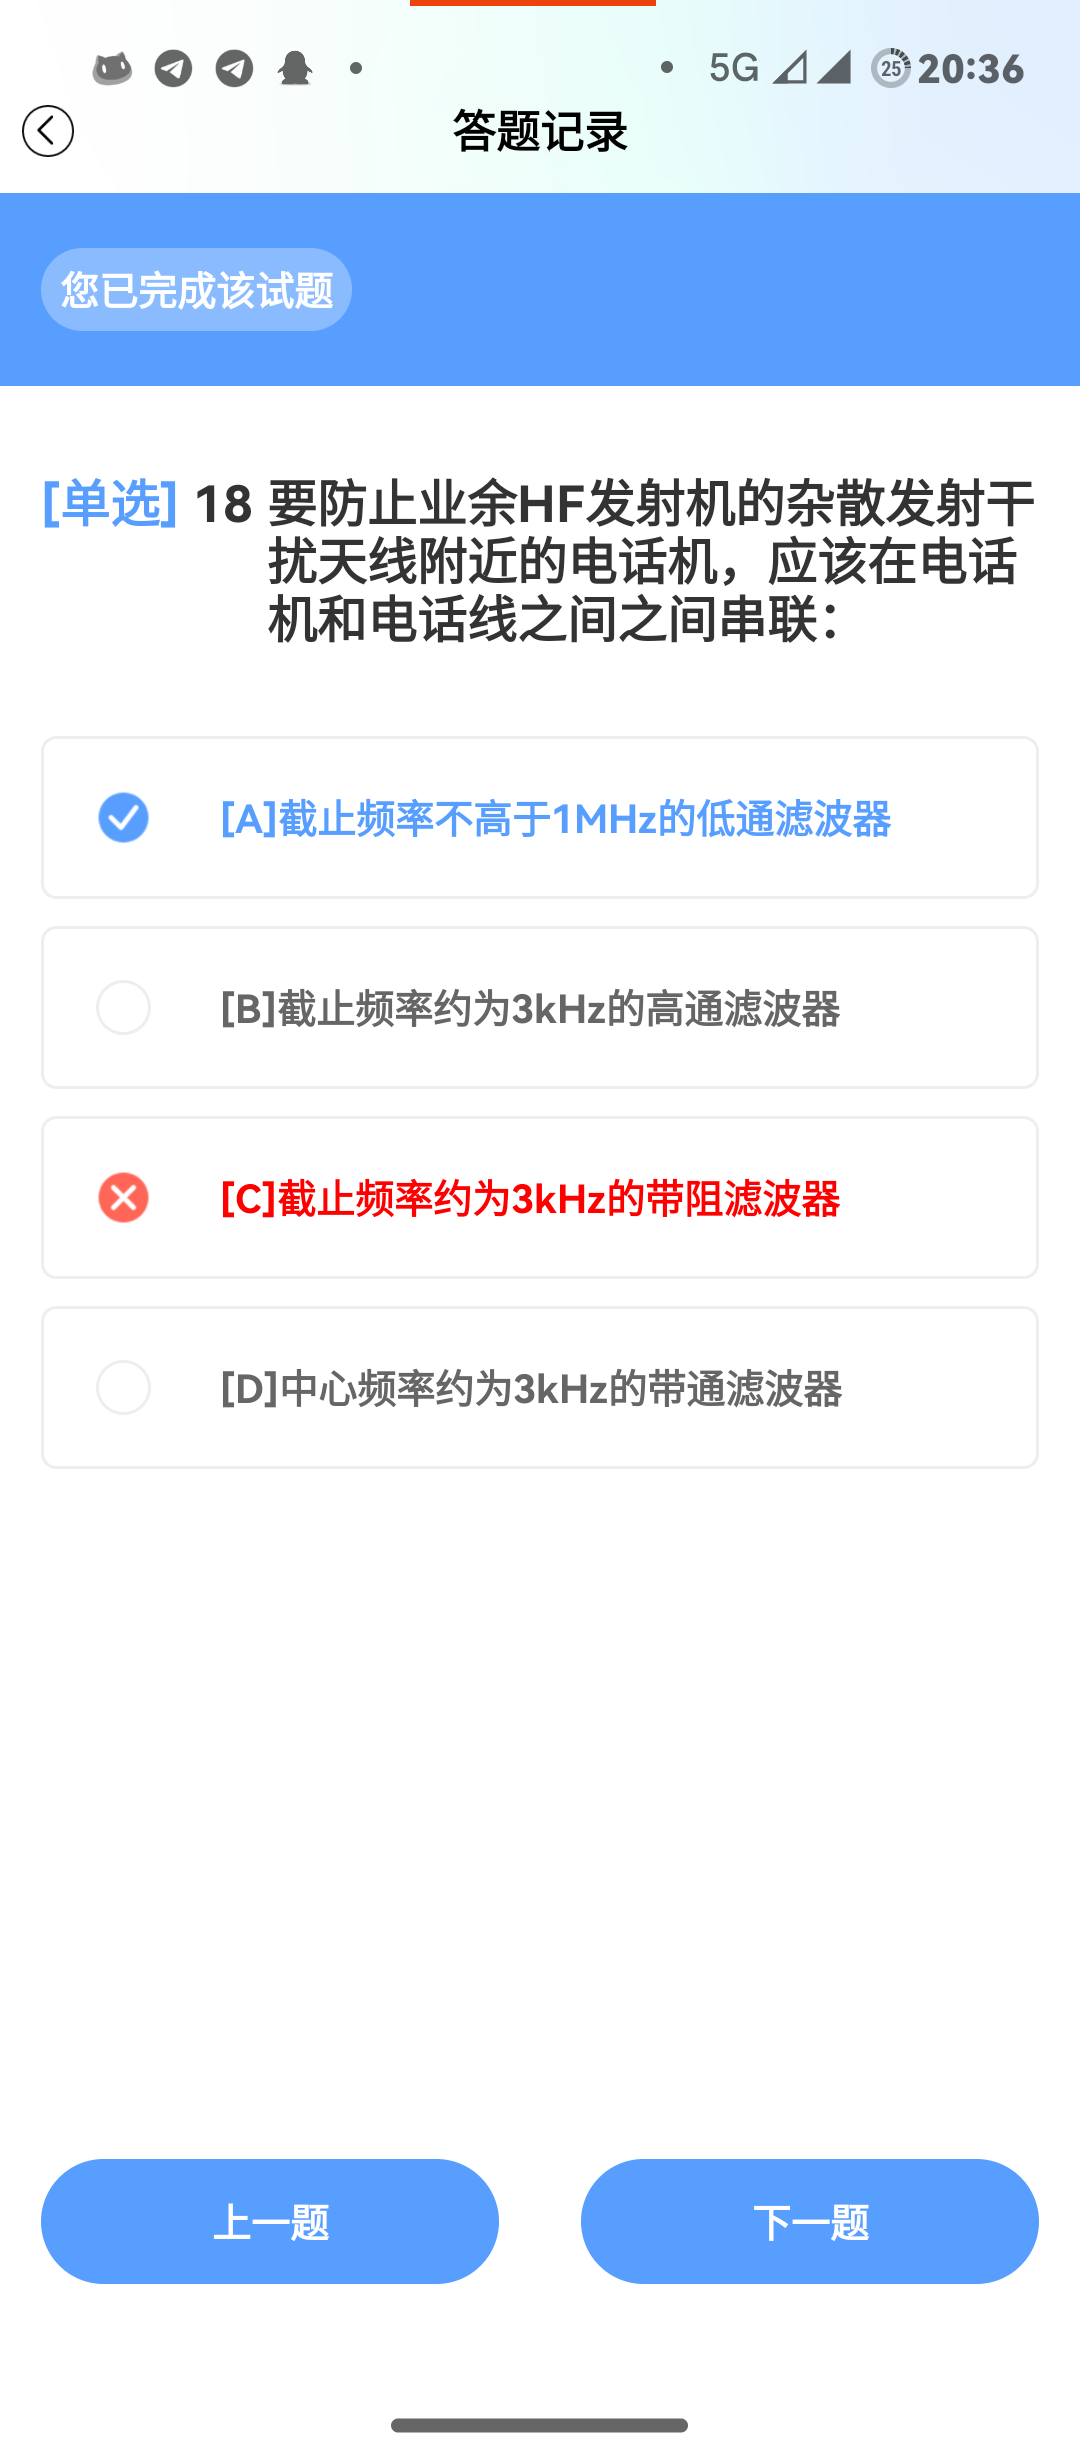 5G 25 20:36
答题记录
您已完成该试题
[单选] 18 要防止业余HF发射机的杂散发射干
扰天线附近的电话机，应该在电话
机和电话线之间之间串联：
[A]截止频率不高于1MHz的低通滤波器
[B]截止频率约为3kHz的高通滤波器
[C]截止频率约为3kHz的带阻滤波器
[D]中心频率约为3kHz的带通滤波器
上一题 下一题